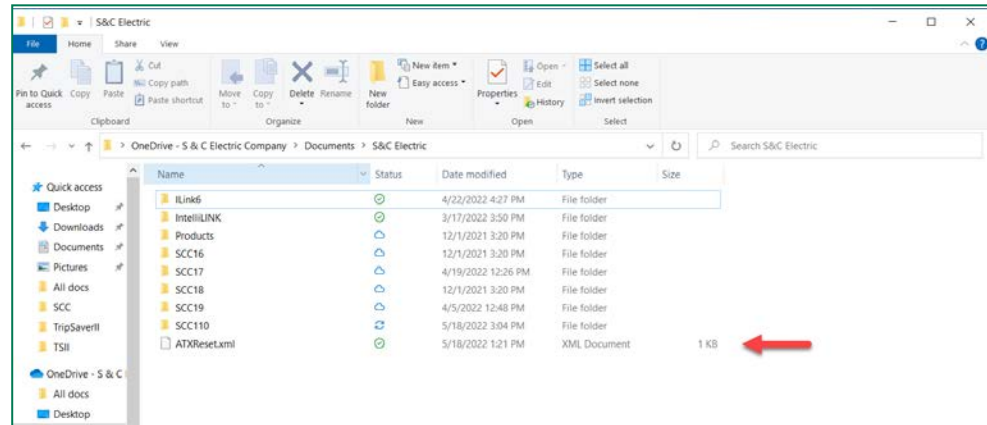 S&C Electric
File Home Share View
Pin to Quick access
Copy
Paste
Cut
Copy path
Paste shortcut
Clipboard
Move to
Copy to
Delete
Rename
Organize
New folder
New item
Easy access
New
Properties
Open
Edit
History
Open
Select all
Select none
Invert selection
Select
> OneDrive - S & C Electric Company > Documents > S&C Electric
Search S&C Electric
Quick access
Desktop
Downloads
Documents
Pictures
All docs
SCC
TripSaverII
TSII
OneDrive - S & C
All docs
Desktop
Name Status Date modified Type Size
ILink6 4/22/2022 4:27 PM File folder
IntelliLINK 3/17/2022 3:50 PM File folder
Products 12/1/2021 3:20 PM File folder
SCC16 12/1/2021 3:20 PM File folder
SCC17 4/19/2022 12:26 PM File folder
SCC18 12/1/2021 3:20 PM File folder
SCC19 4/5/2022 12:48 PM File folder
SCC110 5/18/2022 3:04 PM File folder
ATXReset.xml 5/18/2022 1:21 PM XML Document 1 KB